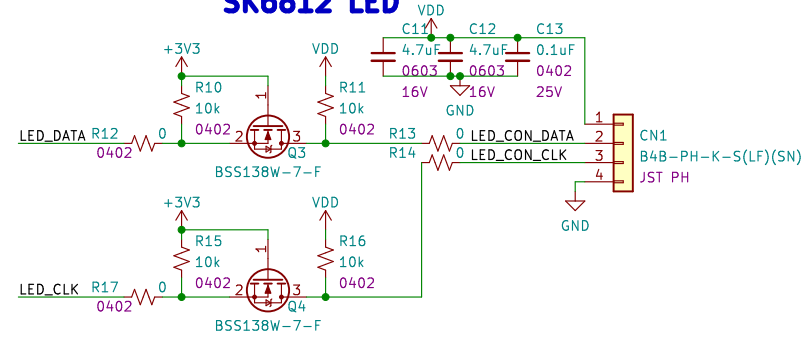 SK6812 LED
VDD
C11 C12 C13
4.7uF 4.7uF 0.1uF
0603 0603 0402
16V 16V 25V
GND
+3V3 VDD
R10 R11
10k 10k
0402 0402
1
LED_DATA R12 0 2 3
0402
Q3
BSS138W-7-F
R13 0 LED_CON_DATA
R14 0 LED_CON_CLK
1
2
3
4
CN1
B4B-PH-K-S(LF)(SN)
JST PH
GND
+3V3 VDD
R15 R16
10k 10k
0402 0402
1
LED_CLK R17 0 2 3
0402
Q4
BSS138W-7-F